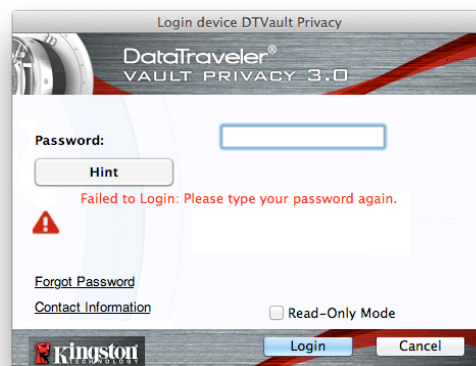 Login device DTVault Privacy
DataTraveler®
VAULT PRIVACY 3.0
Password:
Hint
Failed to Login: Please type your password again.
Forgot Password
Contact Information
Read-Only Mode
Kingston
TECHNOLOGY
Login
Cancel